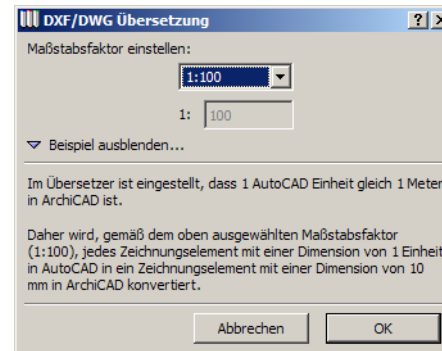 DXF/DWG Übersetzung
Maßstabsfaktor einstellen:
1:100
1: 100
Beispiel ausblenden...
Im Übersetzer ist eingestellt, dass 1 AutoCAD Einheit gleich 1 Meter
in ArchiCAD ist.
Daher wird, gemäß dem oben ausgewählten Maßstabsfaktor
(1:100), jedes Zeichnungselement mit einer Dimension von 1 Einheit
in AutoCAD in ein Zeichnungselement mit einer Dimension von 10
mm in ArchiCAD konvertiert.
Abbrechen OK